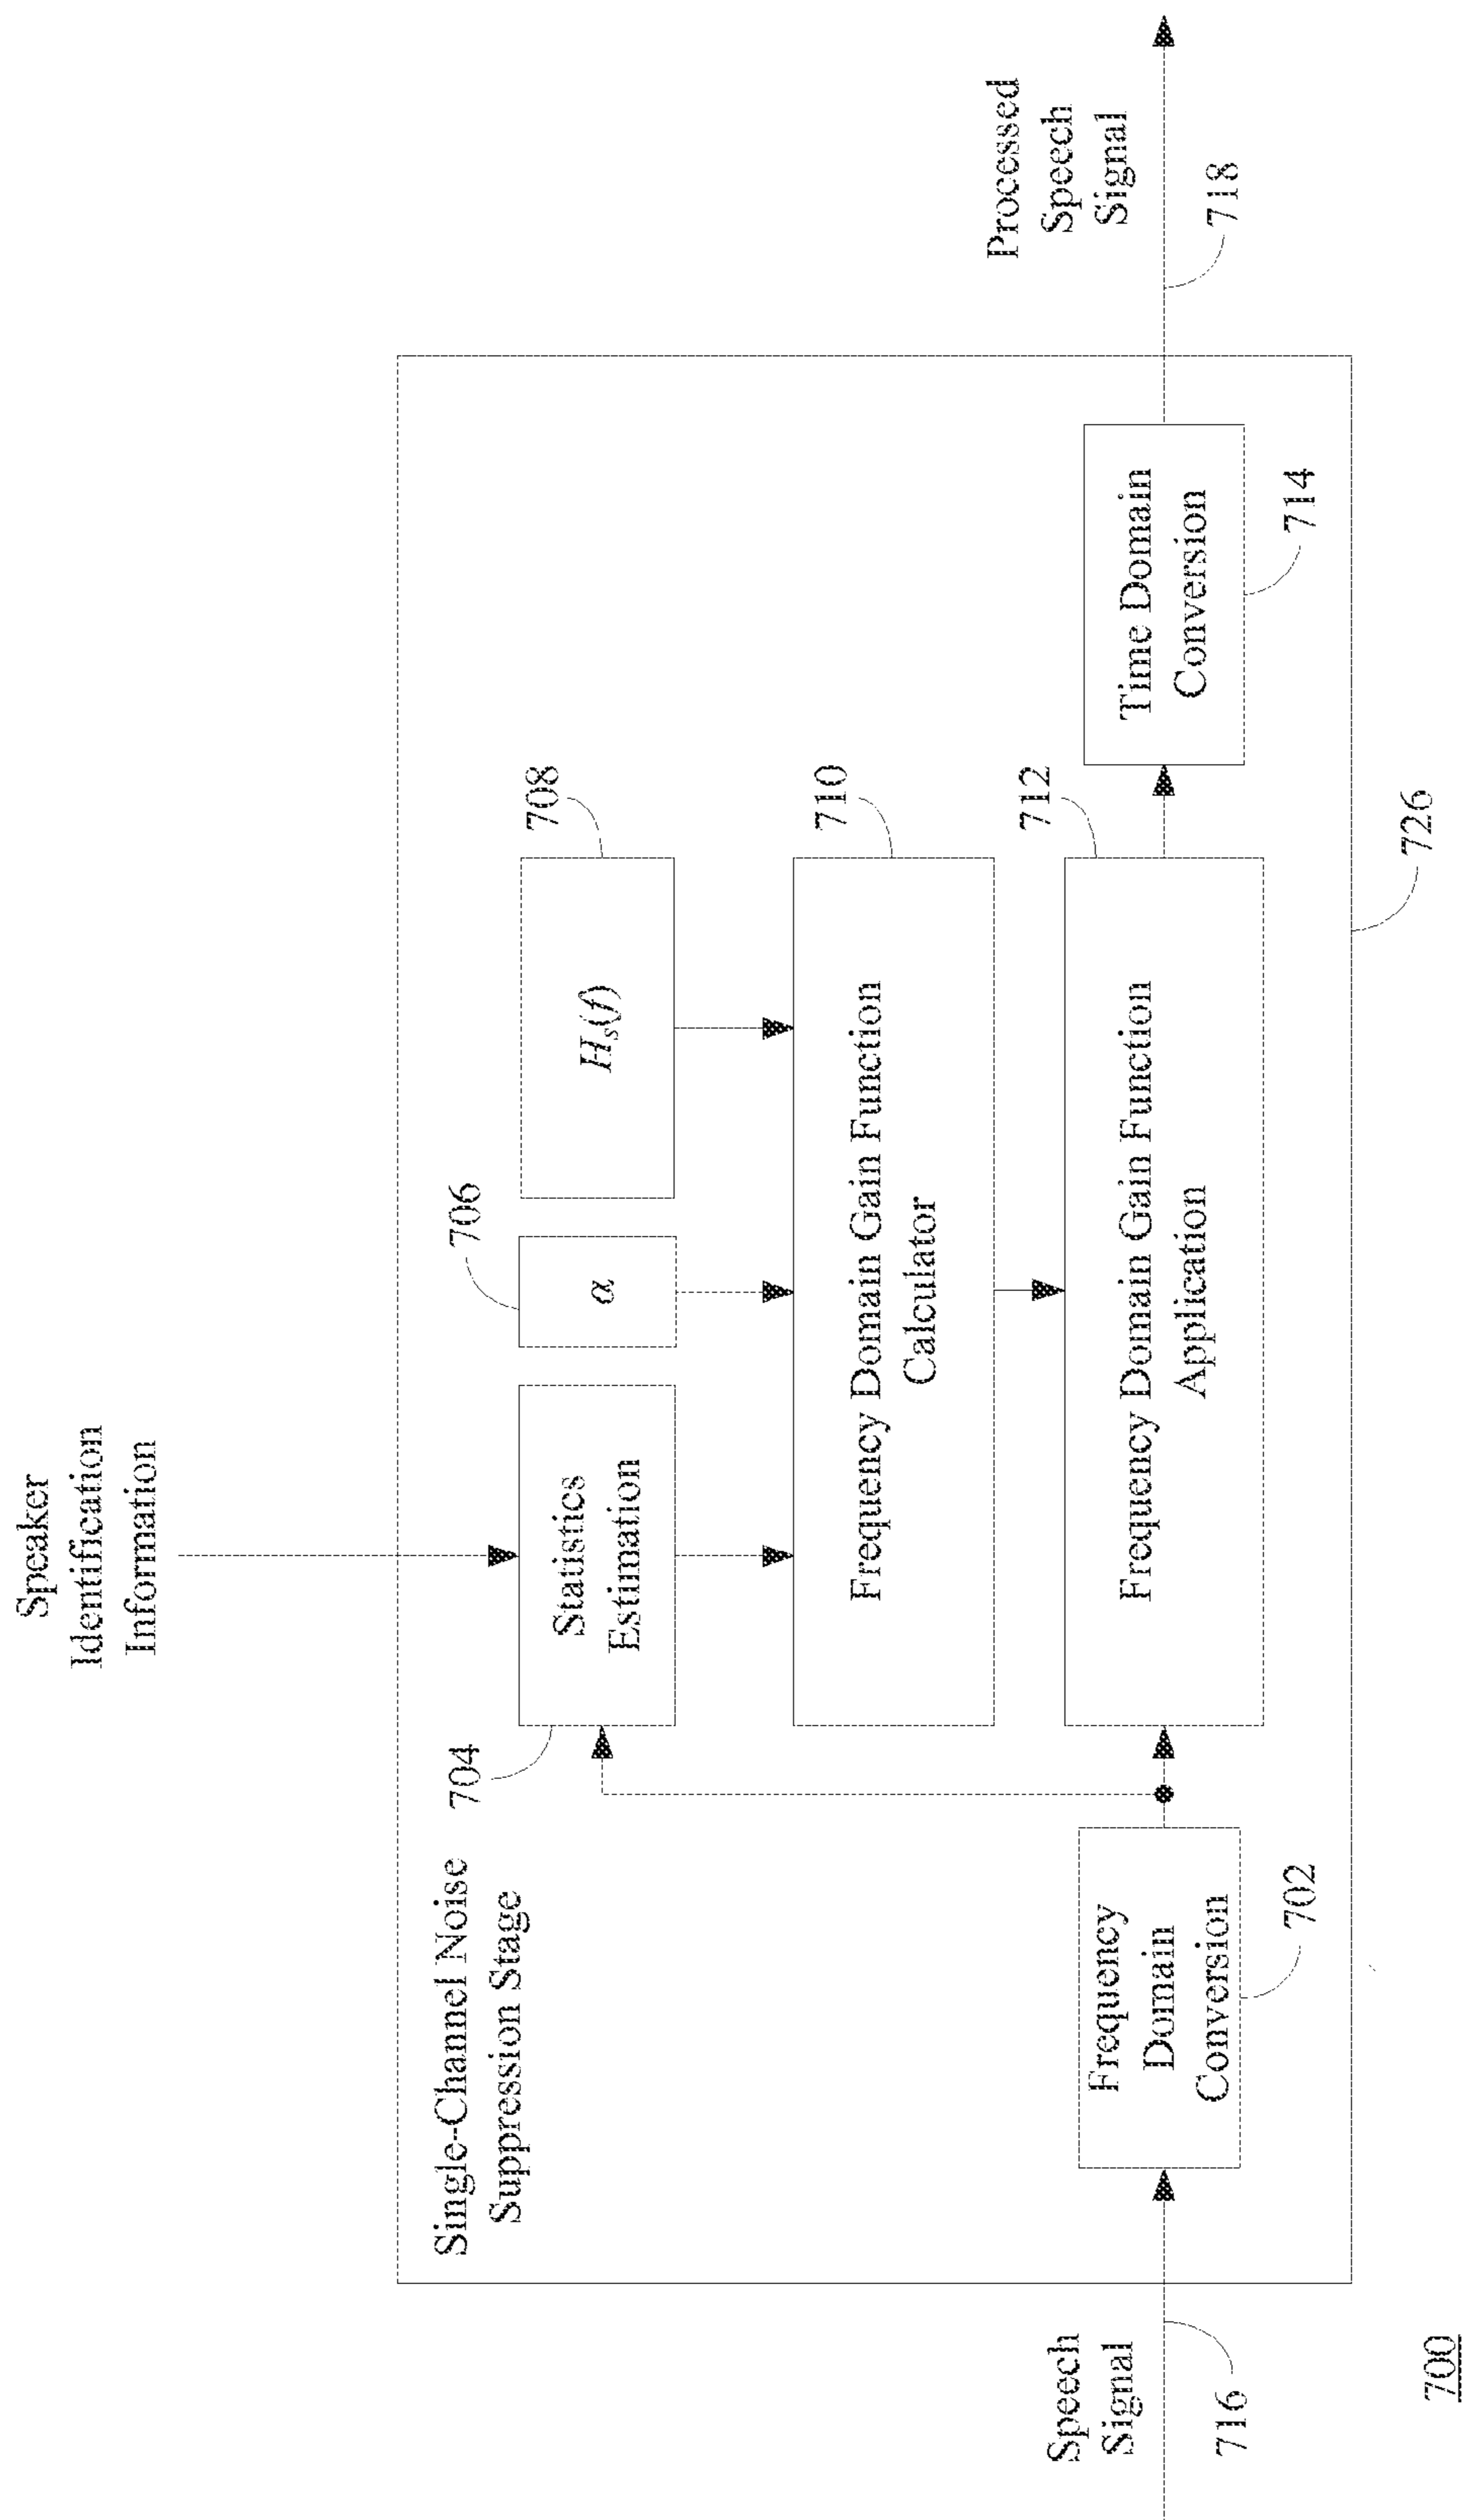 Speaker
Identification
Information
Single-Channel Noise
Suppression Stage
704
Statistics
Estimation
706
α
708
Hs(f)
Frequency Domain Gain Function
Calculator
710
Speech
Signal
716
Frequency
Domain
Conversion
702
Frequency Domain Gain Function
Application
712
Time Domain
Conversion
714
Processed
Speech
Signal
718
726
700